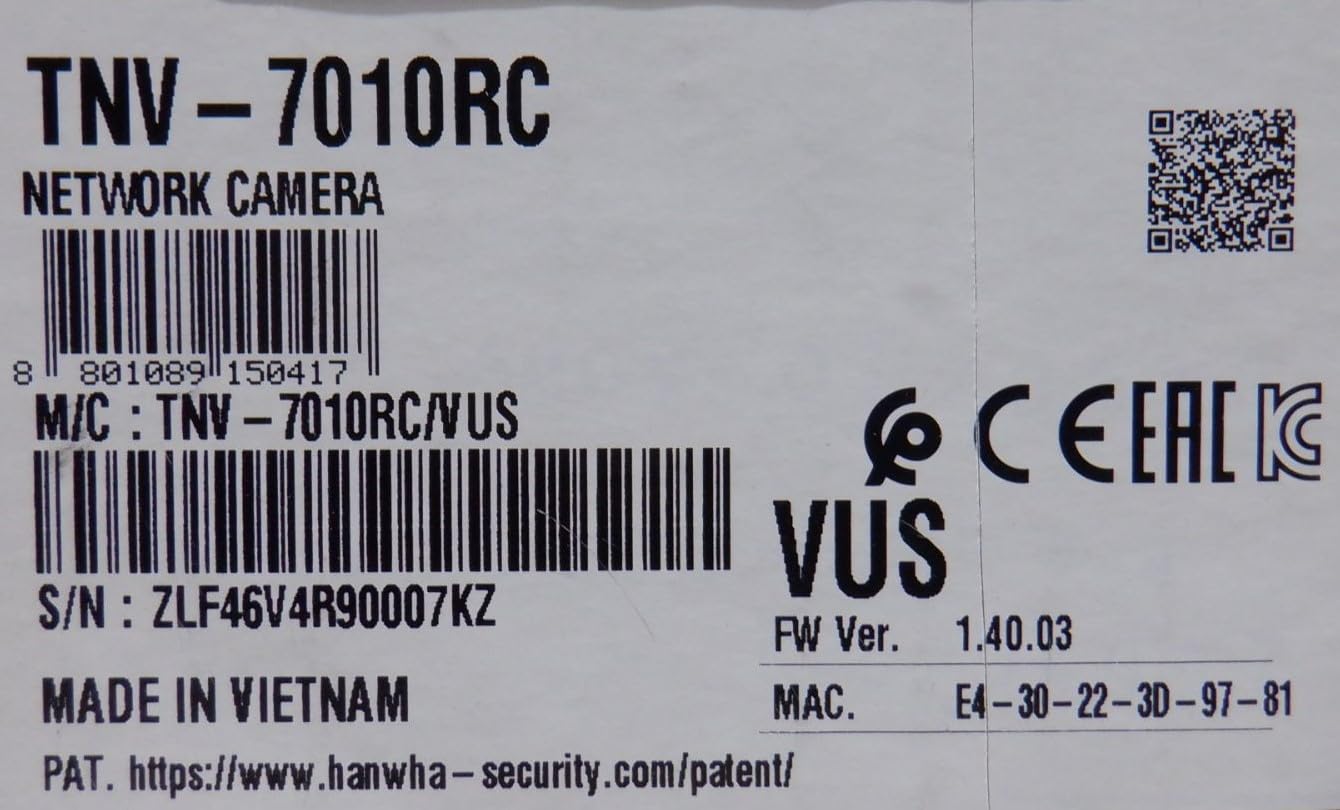 TNV-7010RC
NETWORK CAMERA
8 801089 150417
M/C : TNV-7010RC/VUS
S/N : ZLF46V4R90007KZ
MADE IN VIETNAM
PAT. https://www.hanwha-security.com/patent/
CE EAC KC
VUS
FW Ver. 1.40.03
MAC. E4-30-22-3D-97-81